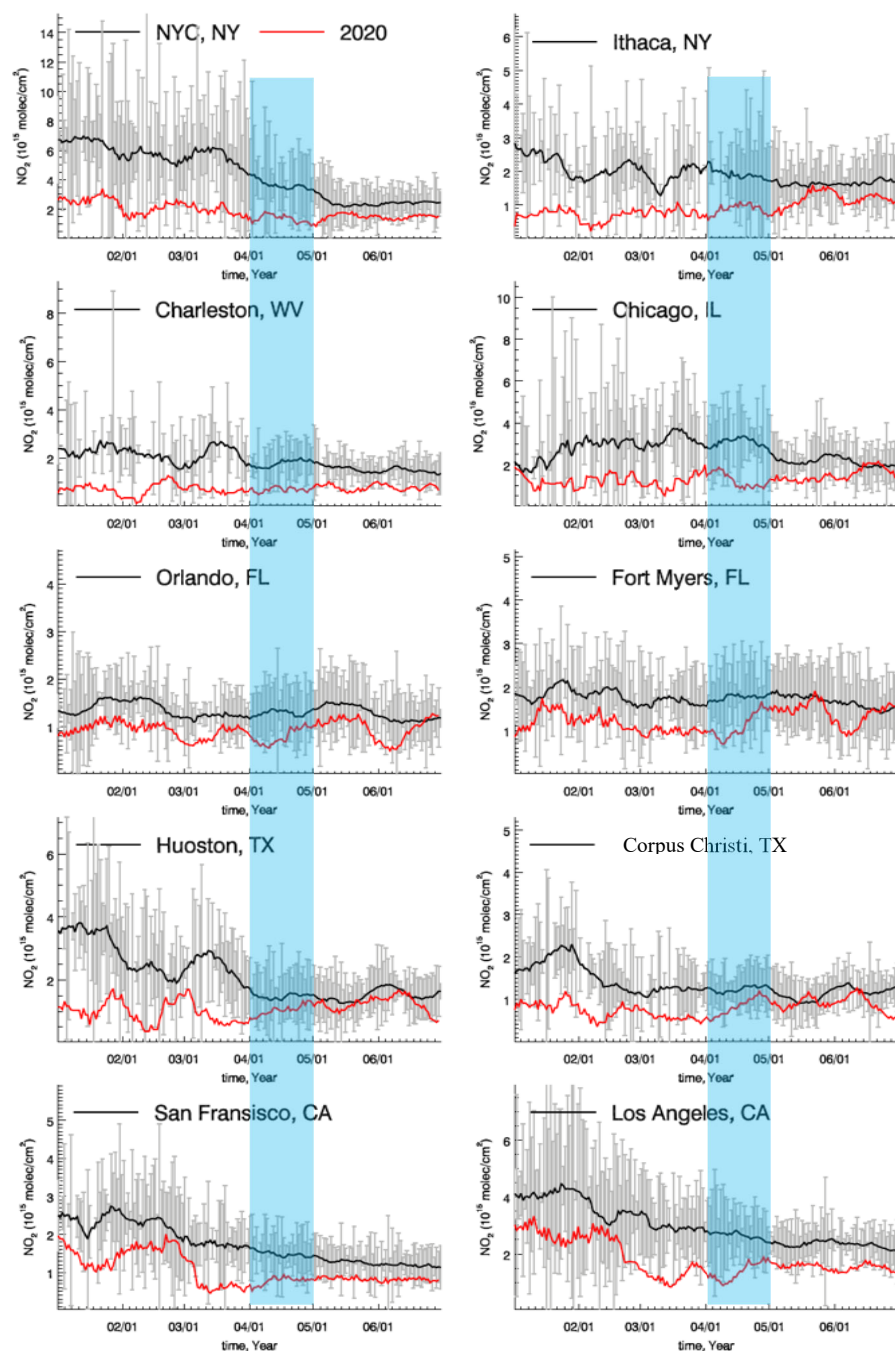 NYC, NY 2020
NO2 (10^15 molec/cm^2)
14
12
10
8
6
4
2
02/01 03/01 04/01 05/01 06/01
time, Year
Ithaca, NY
NO2 (10^15 molec/cm^2)
6
5
4
3
2
1
02/01 03/01 04/01 05/01 06/01
time, Year
Charleston, WV
NO2 (10^15 molec/cm^2)
8
6
4
2
02/01 03/01 04/01 05/01 06/01
time, Year
Chicago, IL
NO2 (10^15 molec/cm^2)
10
8
6
4
2
02/01 03/01 04/01 05/01 06/01
time, Year
Orlando, FL
NO2 (10^15 molec/cm^2)
4
3
2
1
02/01 03/01 04/01 05/01 06/01
time, Year
Fort Myers, FL
NO2 (10^15 molec/cm^2)
5
4
3
2
1
02/01 03/01 04/01 05/01 06/01
time, Year
Huoston, TX
NO2 (10^15 molec/cm^2)
6
4
2
02/01 03/01 04/01 05/01 06/01
time, Year
Corpus Christi, TX
NO2 (10^15 molec/cm^2)
5
4
3
2
1
02/01 03/01 04/01 05/01 06/01
time, Year
San Fransisco, CA
NO2 (10^15 molec/cm^2)
5
4
3
2
1
02/01 03/01 04/01 05/01 06/01
time, Year
Los Angeles, CA
NO2 (10^15 molec/cm^2)
6
4
2
02/01 03/01 04/01 05/01 06/01
time, Year